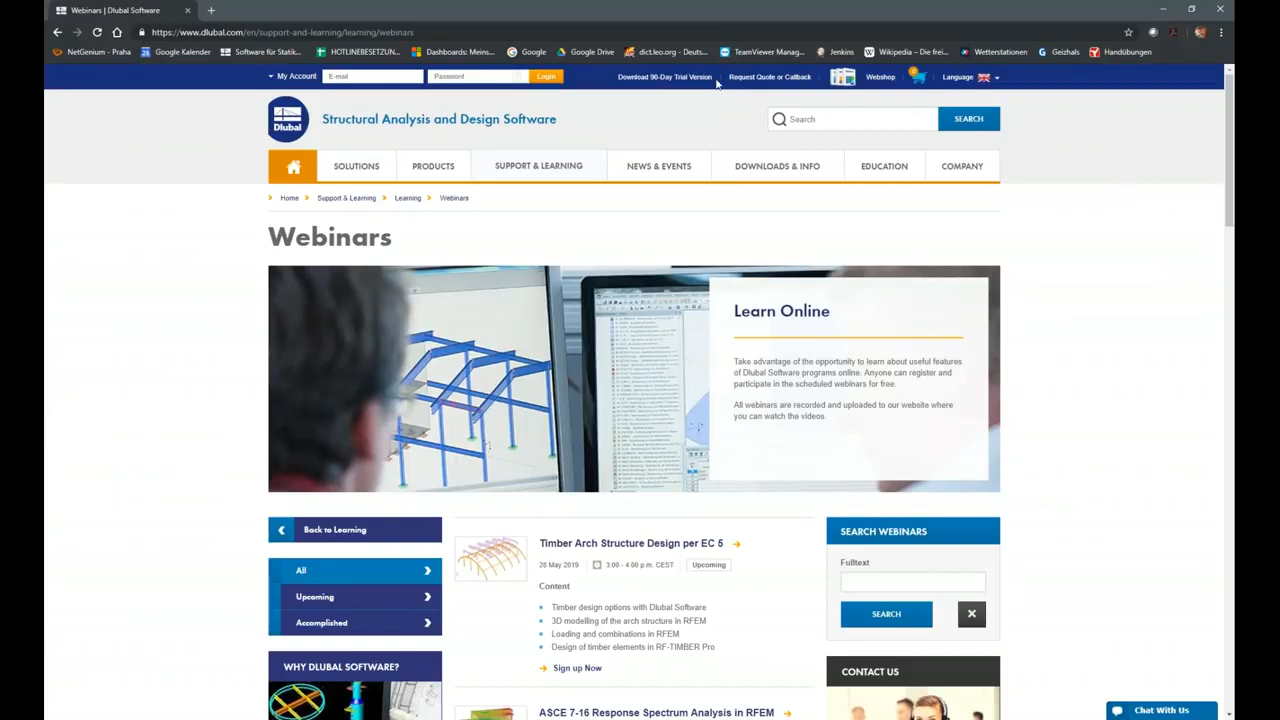 Webinars | Dlubal Software
https://www.dlubal.com/en/support-and-learning/learning/webinars
NetGenium - Praha Google Kalender Software für Statik... HOTLINEBESETZUN... Dashboards: Meins... Google Google Drive dict.leo.org - Deuts... TeamViewer Manag... Jenkins Wikipedia – Die frei... Wetterstationen Geizhals Handübungen
My Account E-mail Password Login Download 90-Day Trial Version Request Quote or Callback Webshop 0 Language
Dlubal
Structural Analysis and Design Software
Search SEARCH
SOLUTIONS PRODUCTS SUPPORT & LEARNING NEWS & EVENTS DOWNLOADS & INFO EDUCATION COMPANY
Home Support & Learning Learning Webinars
Webinars
Learn Online
Take advantage of the opportunity to learn about useful features
of Dlubal Software programs online. Anyone can register and
participate in the scheduled webinars for free.
All webinars are recorded and uploaded to our website where
you can watch the videos.
Back to Learning
All
Upcoming
Accomplished
WHY DLUBAL SOFTWARE?
Timber Arch Structure Design per EC 5
28 May 2019 3:00 - 4:00 p.m. CEST Upcoming
Content
Timber design options with Dlubal Software
3D modelling of the arch structure in RFEM
Loading and combinations in RFEM
Design of timber elements in RF-TIMBER Pro
Sign up Now
ASCE 7-16 Response Spectrum Analysis in RFEM
SEARCH WEBINARS
Fulltext
SEARCH
CONTACT US
Chat With Us